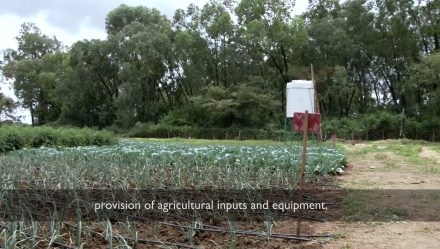 provision of agricultural inputs and equipment,